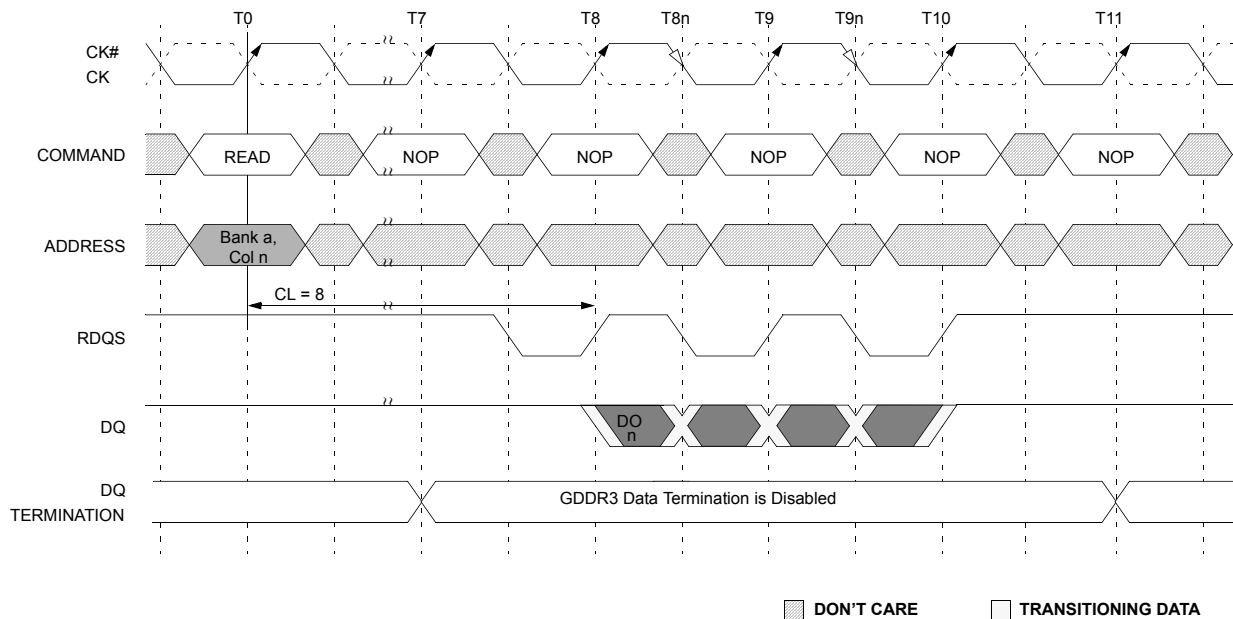 T0 T7 T8 T8n T9 T9n T10 T11
CK#
CK
COMMAND READ NOP NOP NOP NOP NOP
ADDRESS Bank a,
Col n
CL = 8
RDQS
DQ DO
n
DQ
TERMINATION GDDR3 Data Termination is Disabled
DON'T CARE TRANSITIONING DATA